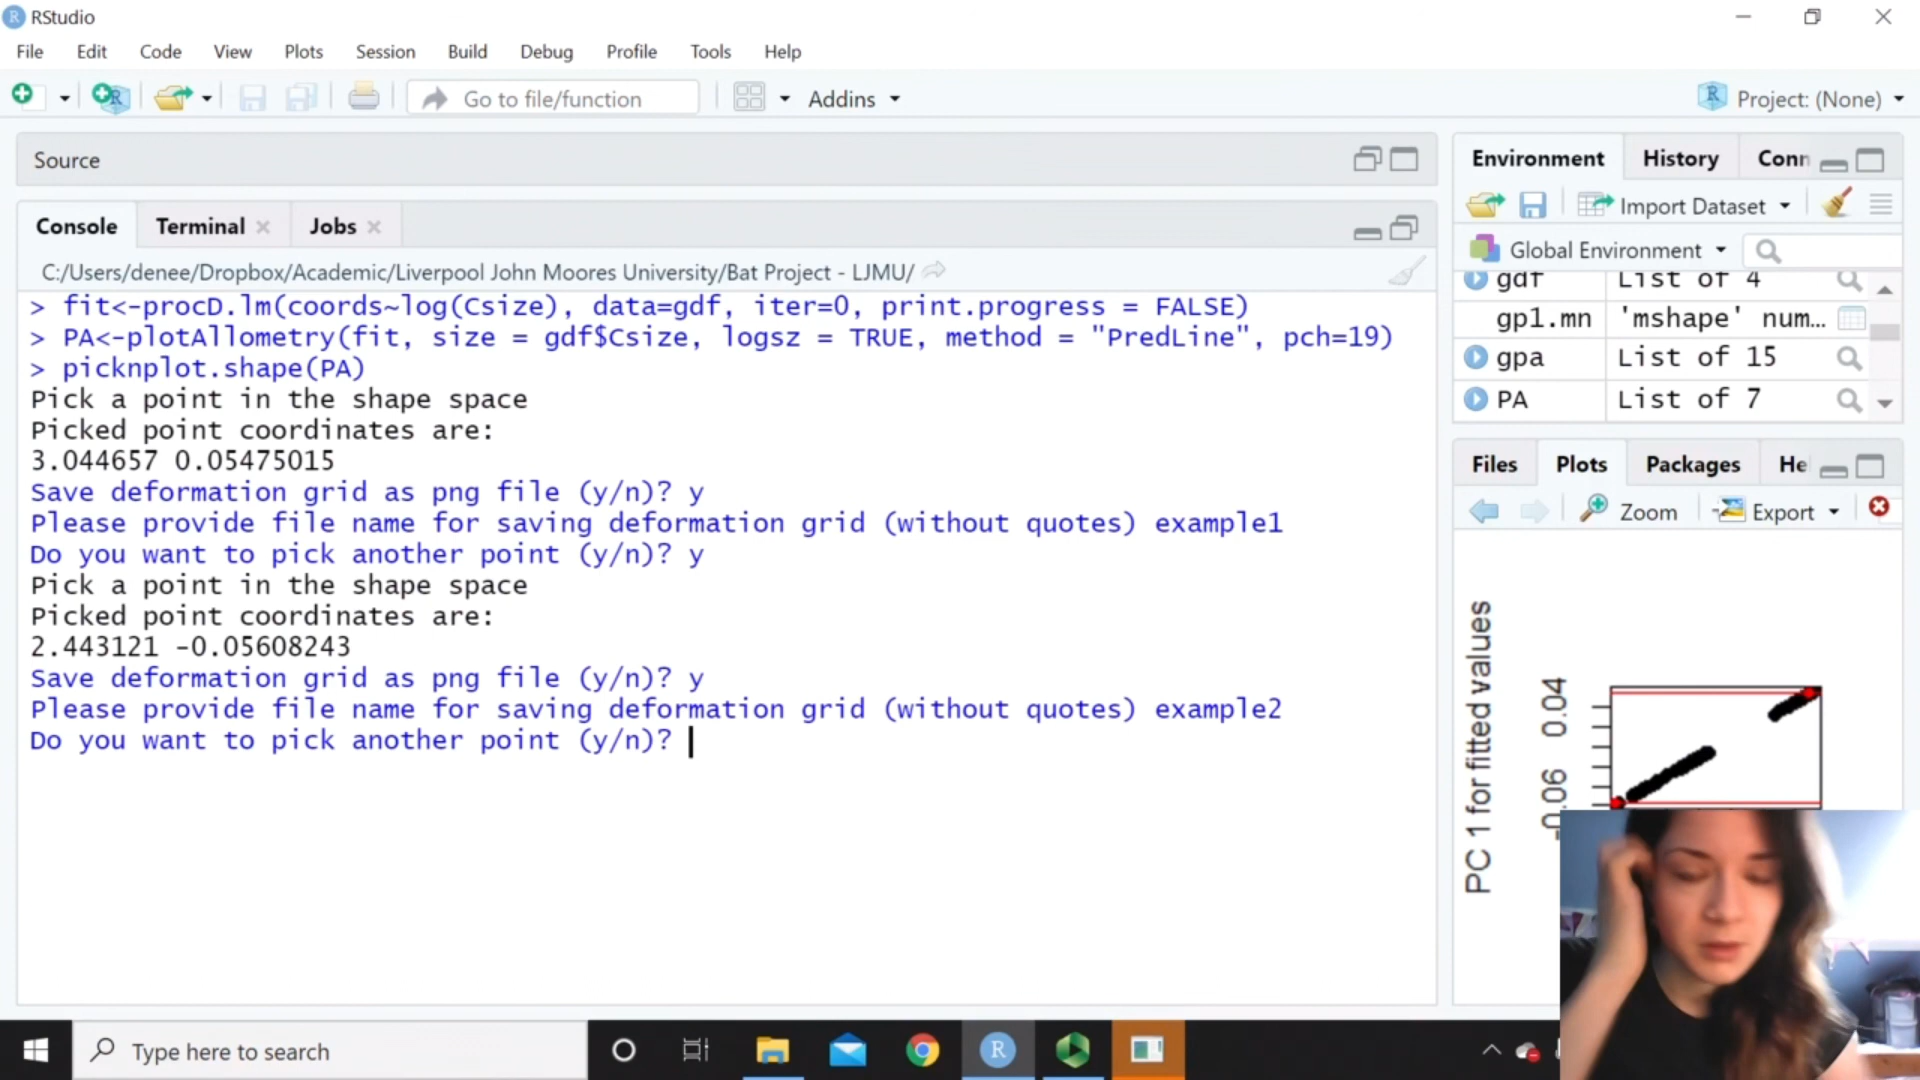 RStudio
File Edit Code View Plots Session Build Debug Profile Tools Help
Go to file/function Addins Project: (None)
Source
Console Terminal Jobs
C:/Users/denee/Dropbox/Academic/Liverpool John Moores University/Bat Project - LJMU/
> fit<-procD.lm(coords~log(Csize), data=gdf, iter=0, print.progress = FALSE)
> PA<-plotAllometry(fit, size = gdf$Csize, logsz = TRUE, method = "PredLine", pch=19)
> picknplot.shape(PA)
Pick a point in the shape space
Picked point coordinates are:
3.044657 0.05475015
Save deformation grid as png file (y/n)? y
Please provide file name for saving deformation grid (without quotes) example1
Do you want to pick another point (y/n)? y
Pick a point in the shape space
Picked point coordinates are:
2.443121 -0.05608243
Save deformation grid as png file (y/n)? y
Please provide file name for saving deformation grid (without quotes) example2
Do you want to pick another point (y/n)?
Environment History Conn
Import Dataset
Global Environment
gdf List of 4
gp1.mn 'mshape' num...
gpa List of 15
PA List of 7
Files Plots Packages He
Zoom Export
PC 1 for fitted values
-0.06 0.04
Type here to search